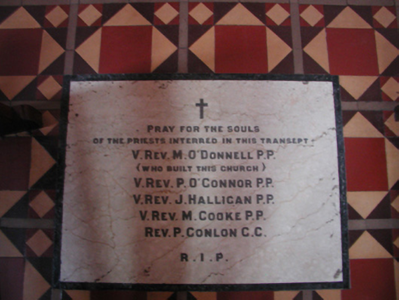 PRAY FOR THE SOULS
OF THE PRIESTS INTERRED IN THIS TRANSEPT -
V. REV. M. O'DONNELL P.P.
(WHO BUILT THIS CHURCH)
V. REV. P. O'CONNOR P.P.
V. REV. J. HALLIGAN P.P.
V. REV. M. COOKE P.P.
REV. P. CONLON C.C.
R.I.P.